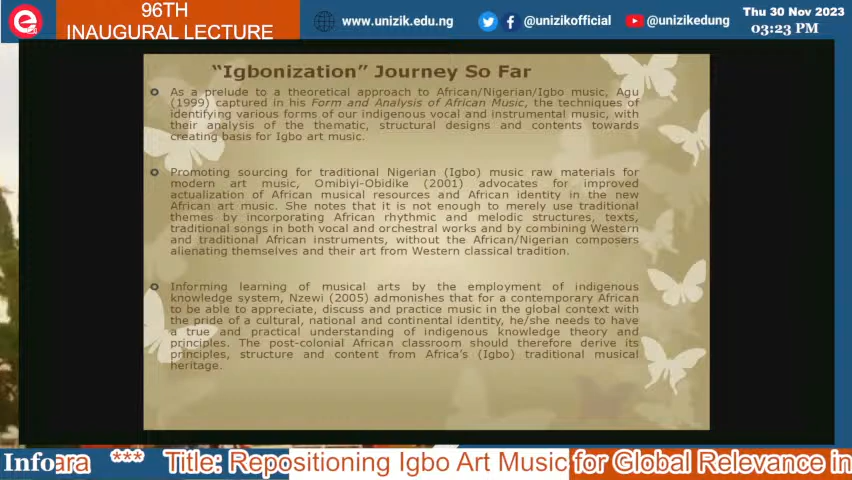 96TH
INAUGURAL LECTURE
www.unizik.edu.ng
@unizikofficial
@unizikedung
Thu 30 Nov 2023
03:23 PM
“Igbonization” Journey So Far
As a prelude to a theoretical approach to African/Nigerian/Igbo music, Agu
(1999) captured in his Form and Analysis of African Music, the techniques of
identifying various forms of our indigenous vocal and instrumental music, with
their analysis of the thematic, structural designs and contents towards
creating basis for Igbo art music.
Promoting sourcing for traditional Nigerian (Igbo) music raw materials for
modern art music, Omibiyi-Obidike (2001) advocates for improved
actualization of African musical resources and African identity in the new
African art music. She notes that it is not enough to merely use traditional
themes by incorporating African rhythmic and melodic structures, texts,
traditional songs in both vocal and orchestral works and by combining Western
and traditional African instruments, without the African/Nigerian composers
alienating themselves and their art from Western classical tradition.
Informing learning of musical arts by the employment of indigenous
knowledge system, Nzewi (2005) admonishes that for a contemporary African
to be able to appreciate, discuss and practice music in the global context with
the pride of a cultural, national and continental identity, he/she needs to have
a true and practical understanding of indigenous knowledge theory and
principles. The post-colonial African classroom should therefore derive its
principles, structure and content from Africa’s (Igbo) traditional musical
heritage.
Info ara *** Title: Repositioning Igbo Art Music for Global Relevance in